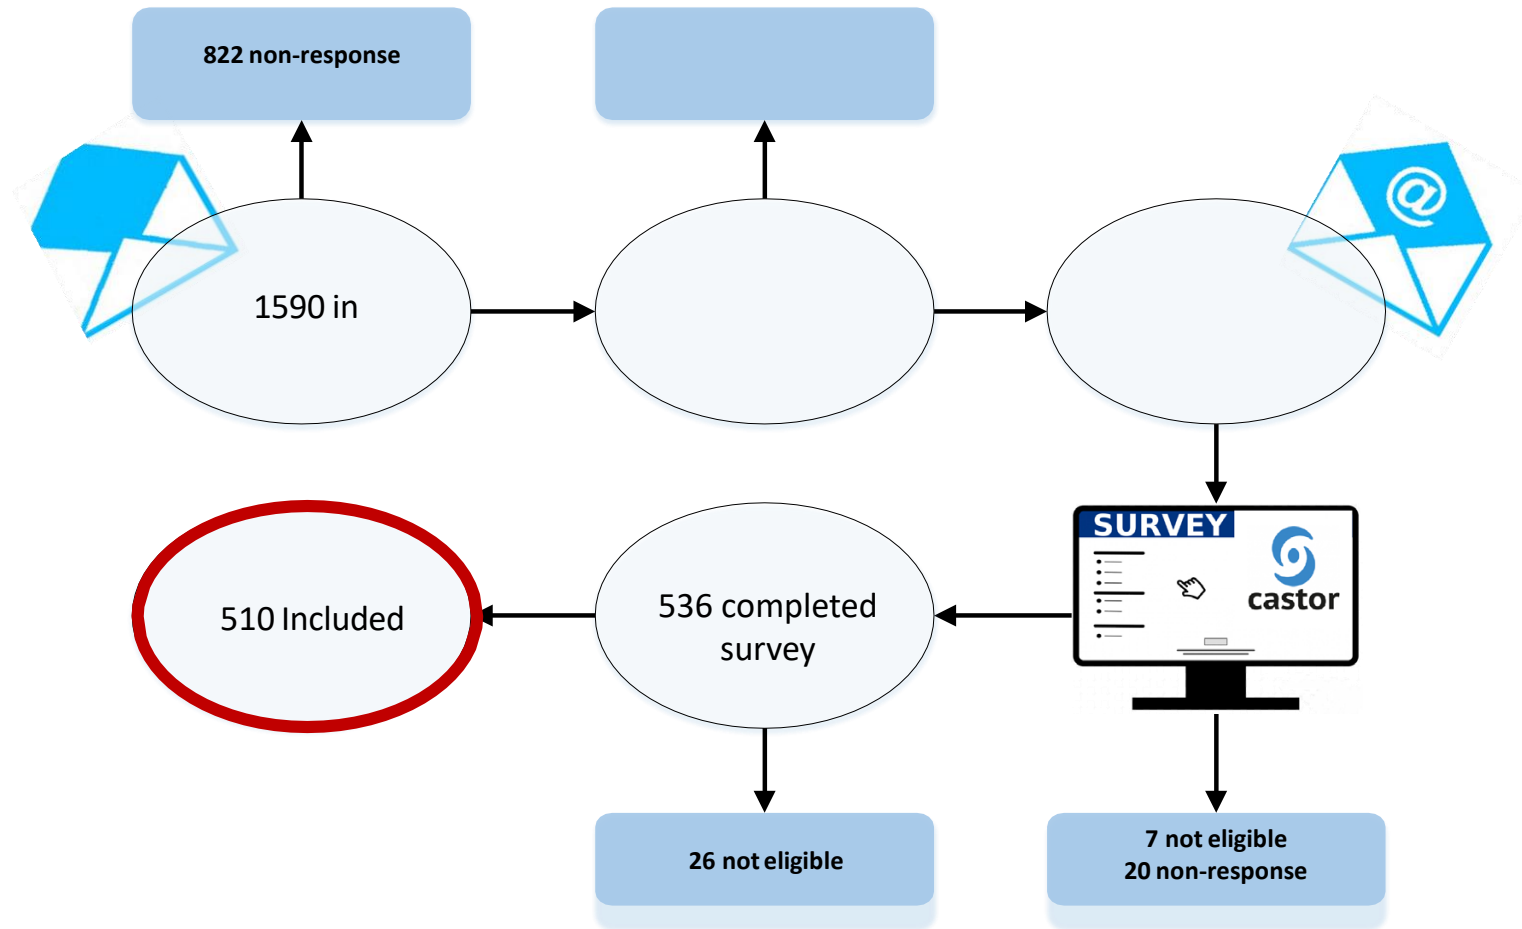 822 non-response
@
1590 in
SURVEY
castor
510 Included
536 completed
survey
26 not eligible
7 not eligible
20 non-response